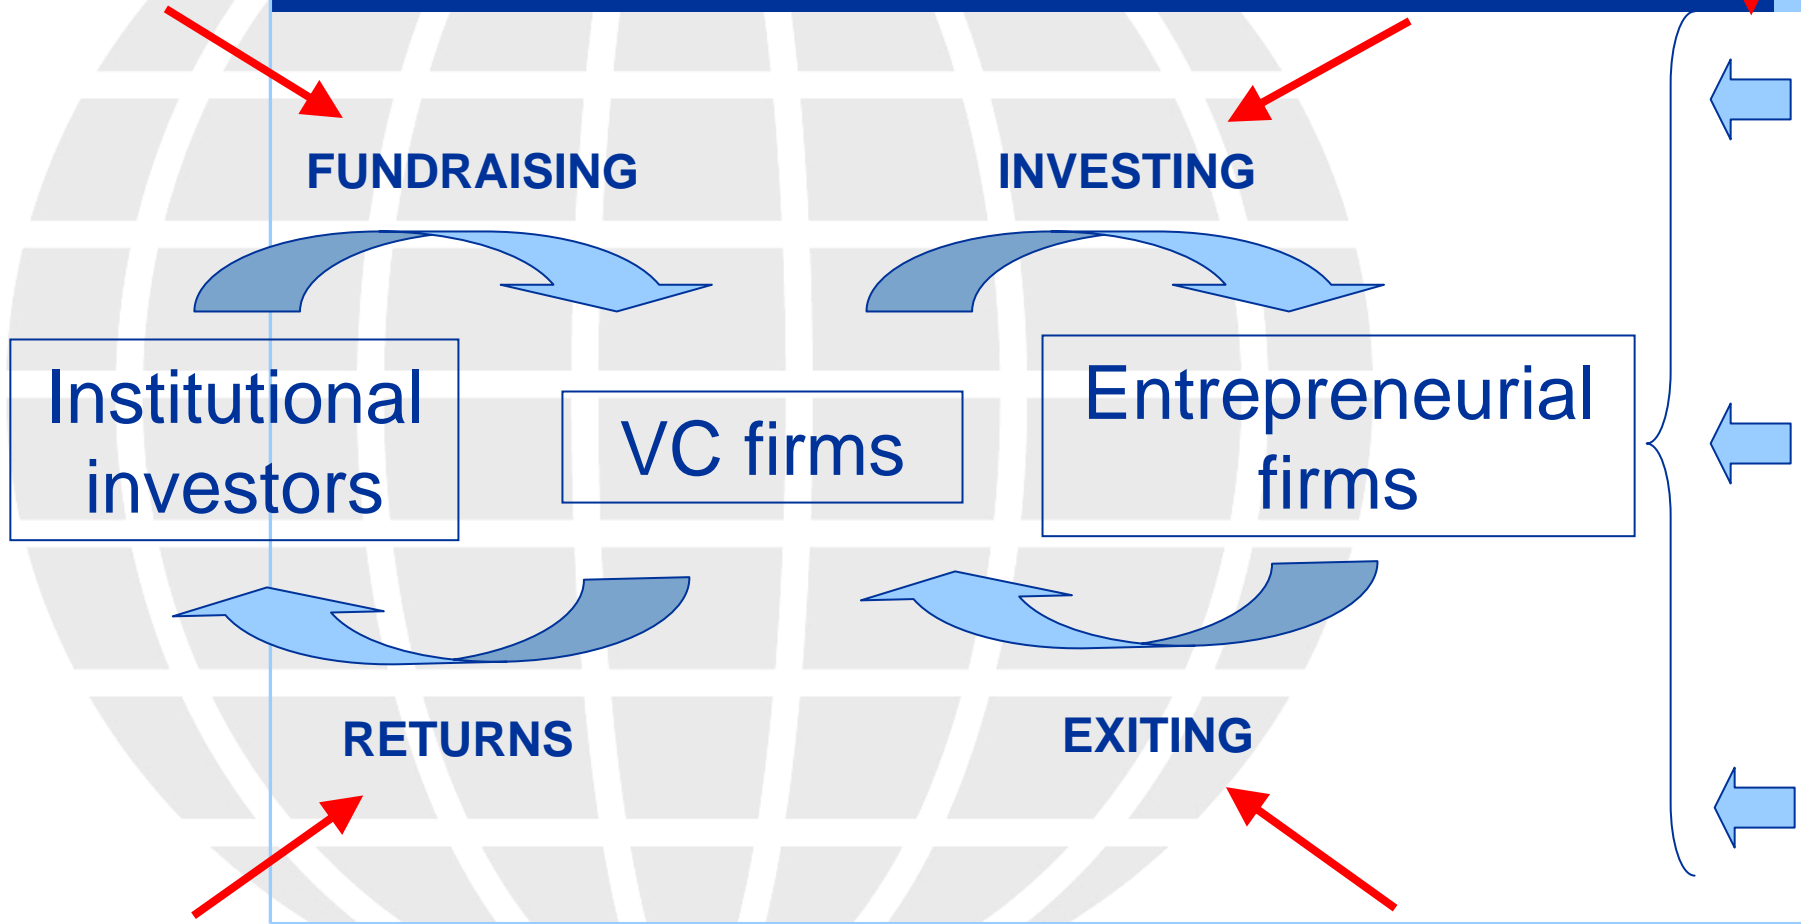 FUNDRAISING
INVESTING
Institutional
investors
VC firms
Entrepreneurial
firms
RETURNS
EXITING